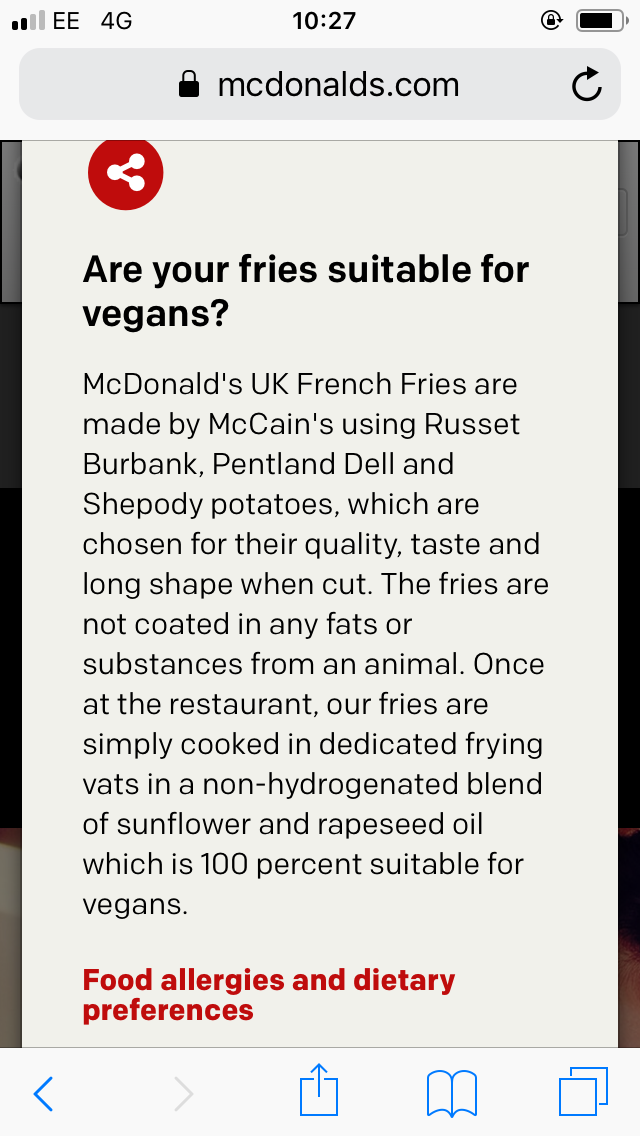 EE 4G 10:27
mcdonalds.com
Are your fries suitable for
vegans?
McDonald's UK French Fries are
made by McCain's using Russet
Burbank, Pentland Dell and
Shepody potatoes, which are
chosen for their quality, taste and
long shape when cut. The fries are
not coated in any fats or
substances from an animal. Once
at the restaurant, our fries are
simply cooked in dedicated frying
vats in a non-hydrogenated blend
of sunflower and rapeseed oil
which is 100 percent suitable for
vegans.
Food allergies and dietary
preferences